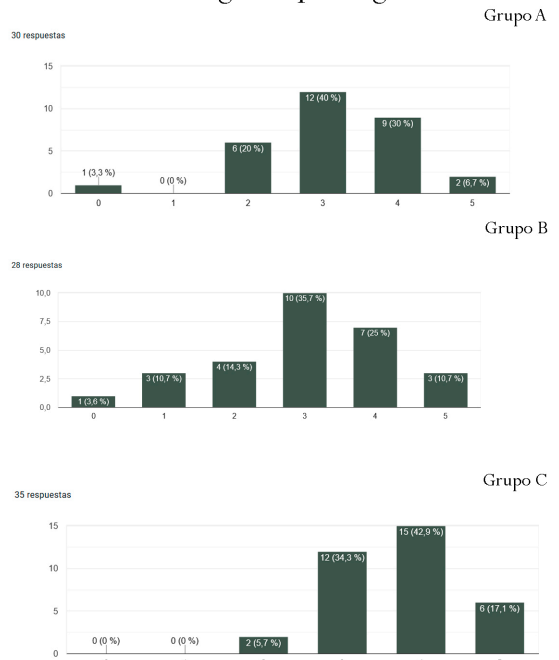 Grupo A
30 respuestas
15
10
5
0
1 (3,3 %)
0 (0 %)
6 (20 %)
12 (40 %)
9 (30 %)
2 (6,7 %)
0 1 2 3 4 5
Grupo B
28 respuestas
10,0
7,5
5,0
2,5
0,0
1 (3,6 %)
3 (10,7 %)
4 (14,3 %)
10 (35,7 %)
7 (25 %)
3 (10,7 %)
0 1 2 3 4 5
Grupo C
35 respuestas
15
10
5
0
0 (0 %)
0 (0 %)
2 (5,7 %)
12 (34,3 %)
15 (42,9 %)
6 (17,1 %)